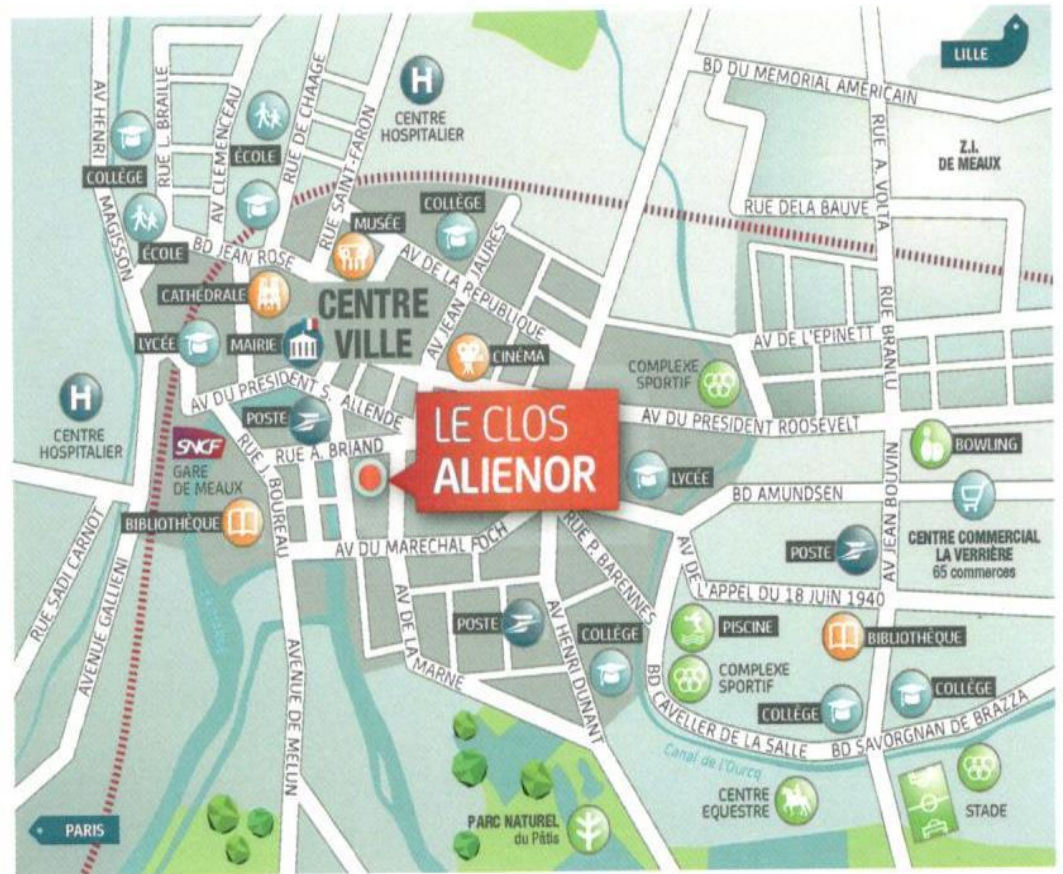 LILLE
BD DU MEMORIAL AMERICAIN
Z.I.
DE MEAUX
RUE A. VOLTA
RUE DELA BAUVE
AV HENRI
MAGISSON
RUE L. BRAILLE
AV CLEMENCEAU
RUE DE CHAAGE
RUE SAINT-FARON
CENTRE
HOSPITALIER
COLLÈGE
ÉCOLE
ÉCOLE
MUSÉE
COLLÈGE
BD JEAN ROSE
CATHÉDRALE
CENTRE
VILLE
AV DE LA REPUBLIQUE
AV JEAN JAURES
LYCÉE
MAIRIE
CINÉMA
AV DE L'EPINETT
RUE BRANLU
COMPLEXE
SPORTIF
AV DU PRESIDENT S. ALLENDE
AV DU PRESIDENT ROOSEVELT
H
CENTRE
HOSPITALIER
H
POSTE
SNCF
GARE
DE MEAUX
RUE A. BRIAND
RUE J. BOUREAU
LE CLOS
ALIENOR
LYCÉE
BOWLING
BD AMUNDSEN
AV JEAN BOUVIN
BIBLIOTHÈQUE
AV DU MARECHAL FOCH
RUE P. BARENNES
POSTE
CENTRE COMMERCIAL
LA VERRIÈRE
65 commerces
RUE SADI CARNOT
AVENUE GALLIENI
AV DE L'APPEL DU 18 JUIN 1940
POSTE
AV DE LA MARNE
AV HENRI DUNANT
COLLÈGE
PISCINE
BIBLIOTHÈQUE
COMPLEXE
SPORTIF
AVENUE DE MELUN
COLLÈGE
COLLÈGE
BD CAVELLER DE LA SALLE
BD SAVORGNAN DE BRAZZA
Canal de l'Ourcq
CENTRE
EQUESTRE
STADE
PARC NATUREL
du Pâtis
PARIS